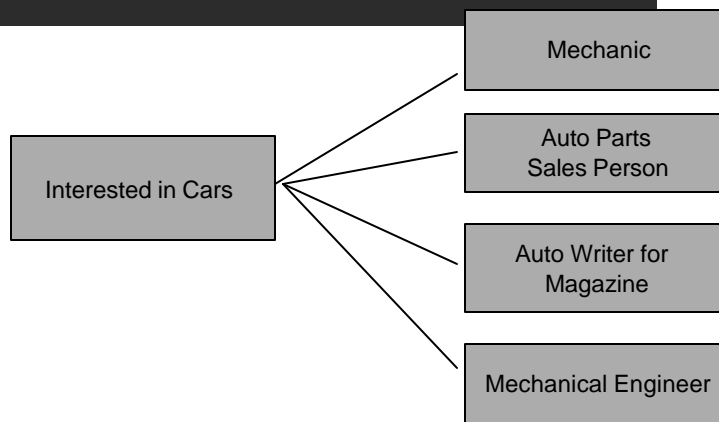 Mechanic
Interested in Cars
Auto Parts
Sales Person
Auto Writer for
Magazine
Mechanical Engineer